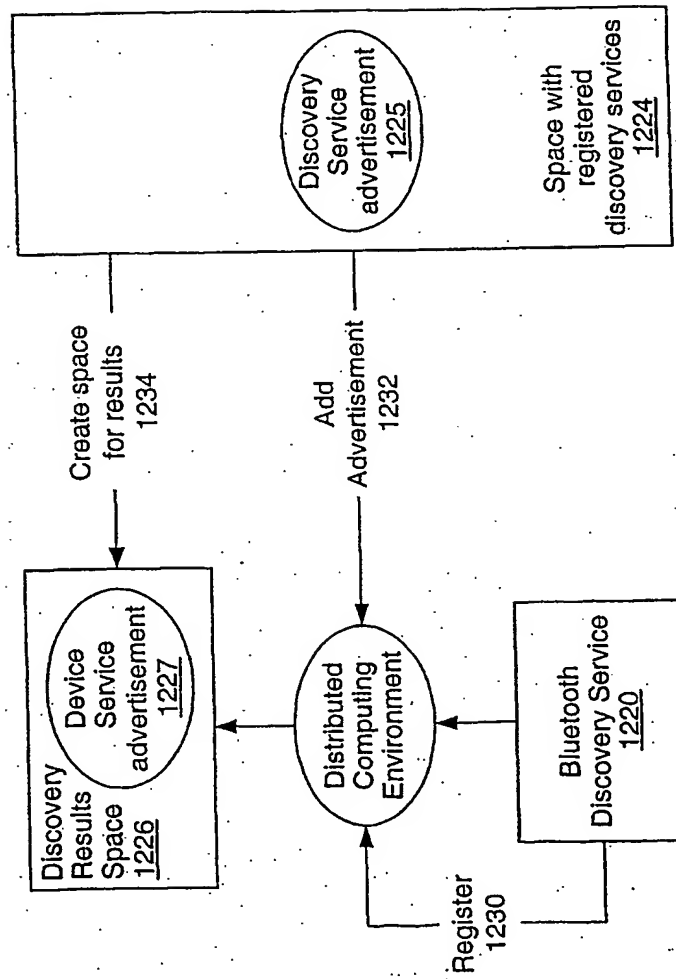 Discovery
Results
Space
1226
Device
Service
advertisement
1227
Create space
for results
1234
Discovery
Service
advertisement
1225
Space with
registered
discovery services
1224
Distributed
Computing
Environment
Add
Advertisement
1232
Register
1230
Bluetooth
Discovery Service
1220